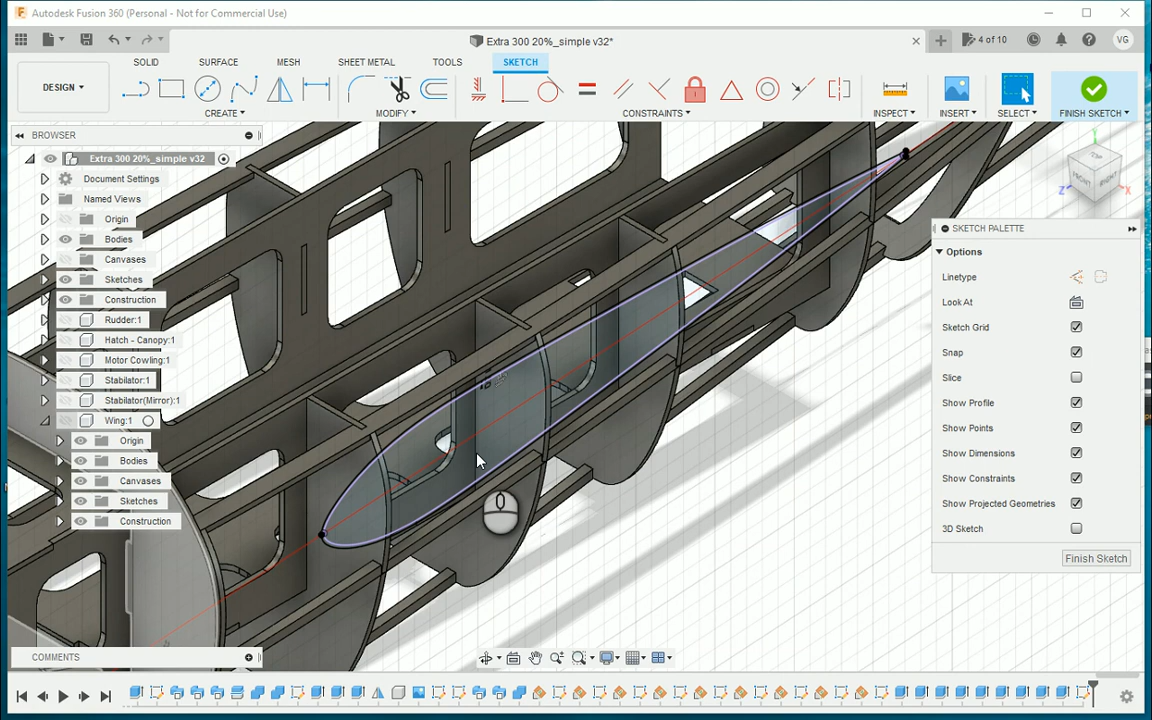 Autodesk Fusion 360 (Personal - Not for Commercial Use)
Extra 300 20%_simple v32*
4 of 10
VG
SOLID SURFACE MESH SHEET METAL TOOLS SKETCH
DESIGN
CREATE MODIFY CONSTRAINTS INSPECT INSERT SELECT FINISH SKETCH
BROWSER
Extra 300 20%_simple v32
Document Settings
Named Views
Origin
Bodies
Canvases
Sketches
Construction
Rudder:1
Hatch - Canopy:1
Motor Cowling:1
Stabilator:1
Stabilator(Mirror):1
Wing:1
Origin
Bodies
Canvases
Sketches
Construction
COMMENTS
Y
TOP
FRONT
RIGHT
Z
X
SKETCH PALETTE
Options
Linetype
Look At
Sketch Grid
Snap
Slice
Show Profile
Show Points
Show Dimensions
Show Constraints
Show Projected Geometries
3D Sketch
Finish Sketch